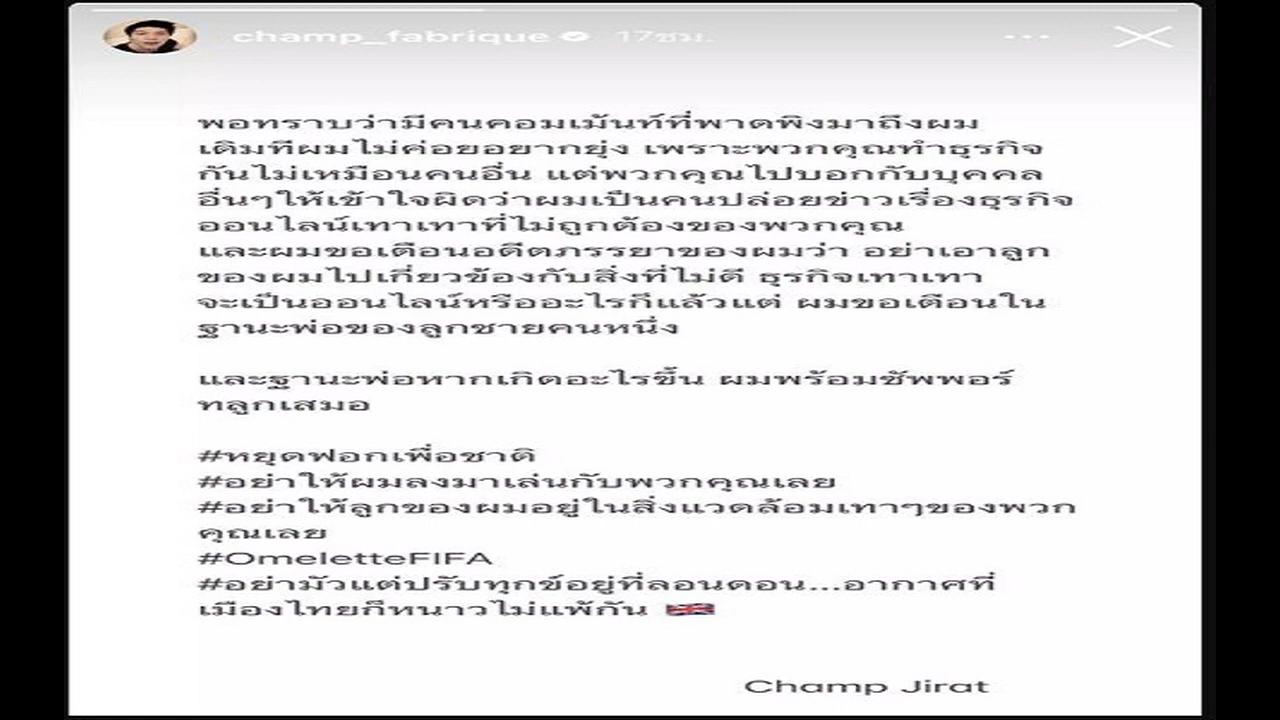 champ_fabrique 17ชม.
พอทราบว่ามีคนคอมเม้นท์ที่พาดพิงมาถึงผม
เดิมทีผมไม่ค่อยอยากยุ่ง เพราะพวกคุณทำธุรกิจ
กันไม่เหมือนคนอื่น แต่พวกคุณไปบอกกับบุคคล
อื่นๆให้เข้าใจผิดว่าผมเป็นคนปล่อยข่าวเรื่องธุรกิจ
ออนไลน์เทาเทาที่ไม่ถูกต้องของพวกคุณ
และผมขอเตือนอดีตภรรยาของผมว่า อย่าเอาลูก
ของผมไปเกี่ยวข้องกับสิ่งที่ไม่ดี ธุรกิจเทาเทา
จะเป็นออนไลน์หรืออะไรก็แล้วแต่ ผมขอเตือนใน
ฐานะพ่อของลูกชายคนหนึ่ง
และฐานะพ่อหากเกิดอะไรขึ้น ผมพร้อมซัพพอร์
ทลูกเสมอ
#หยุดฟอกเพื่อชาติ
#อย่าให้ผมลงมาเล่นกับพวกคุณเลย
#อย่าให้ลูกของผมอยู่ในสิ่งแวดล้อมเทาๆของพวก
คุณเลย
#OmeletteFIFA
#อย่ามัวแต่ปรับทุกข์อยู่ที่ลอนดอน...อากาศที่
เมืองไทยก็หนาวไม่แพ้กัน 🇬🇧
Champ Jirat